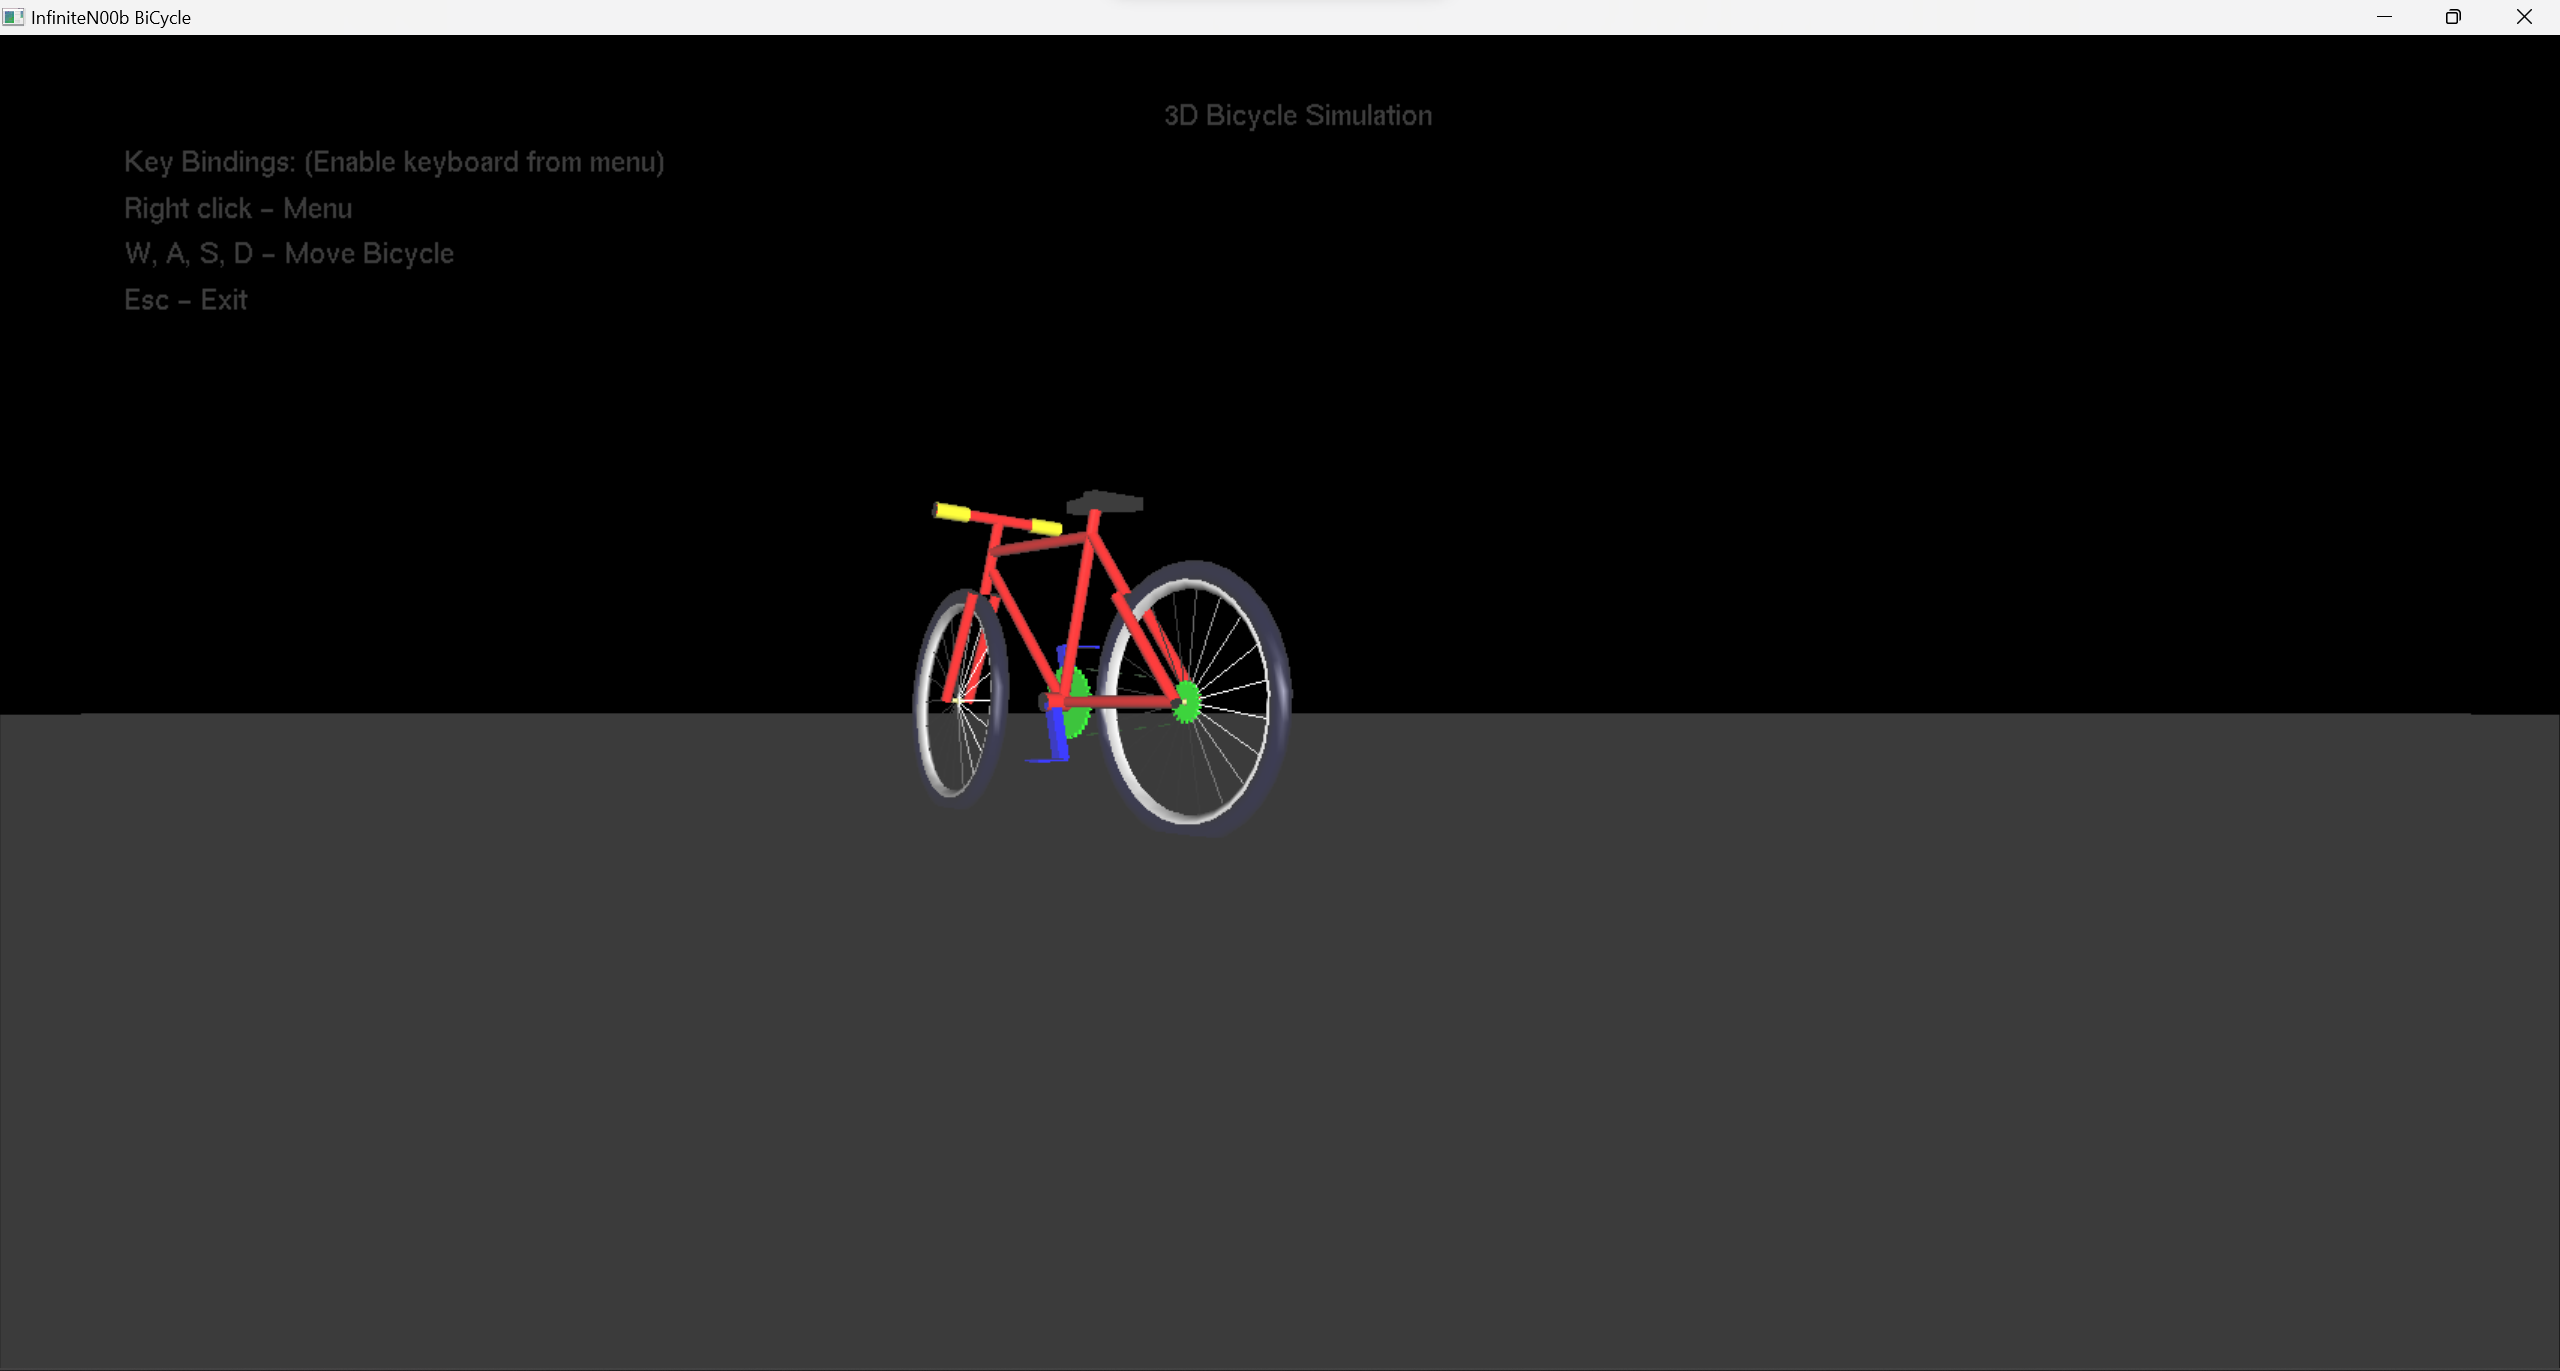 InfiniteN00b BiCycle
3D Bicycle Simulation
Key Bindings: (Enable keyboard from menu)
Right click - Menu
W, A, S, D - Move Bicycle
Esc - Exit